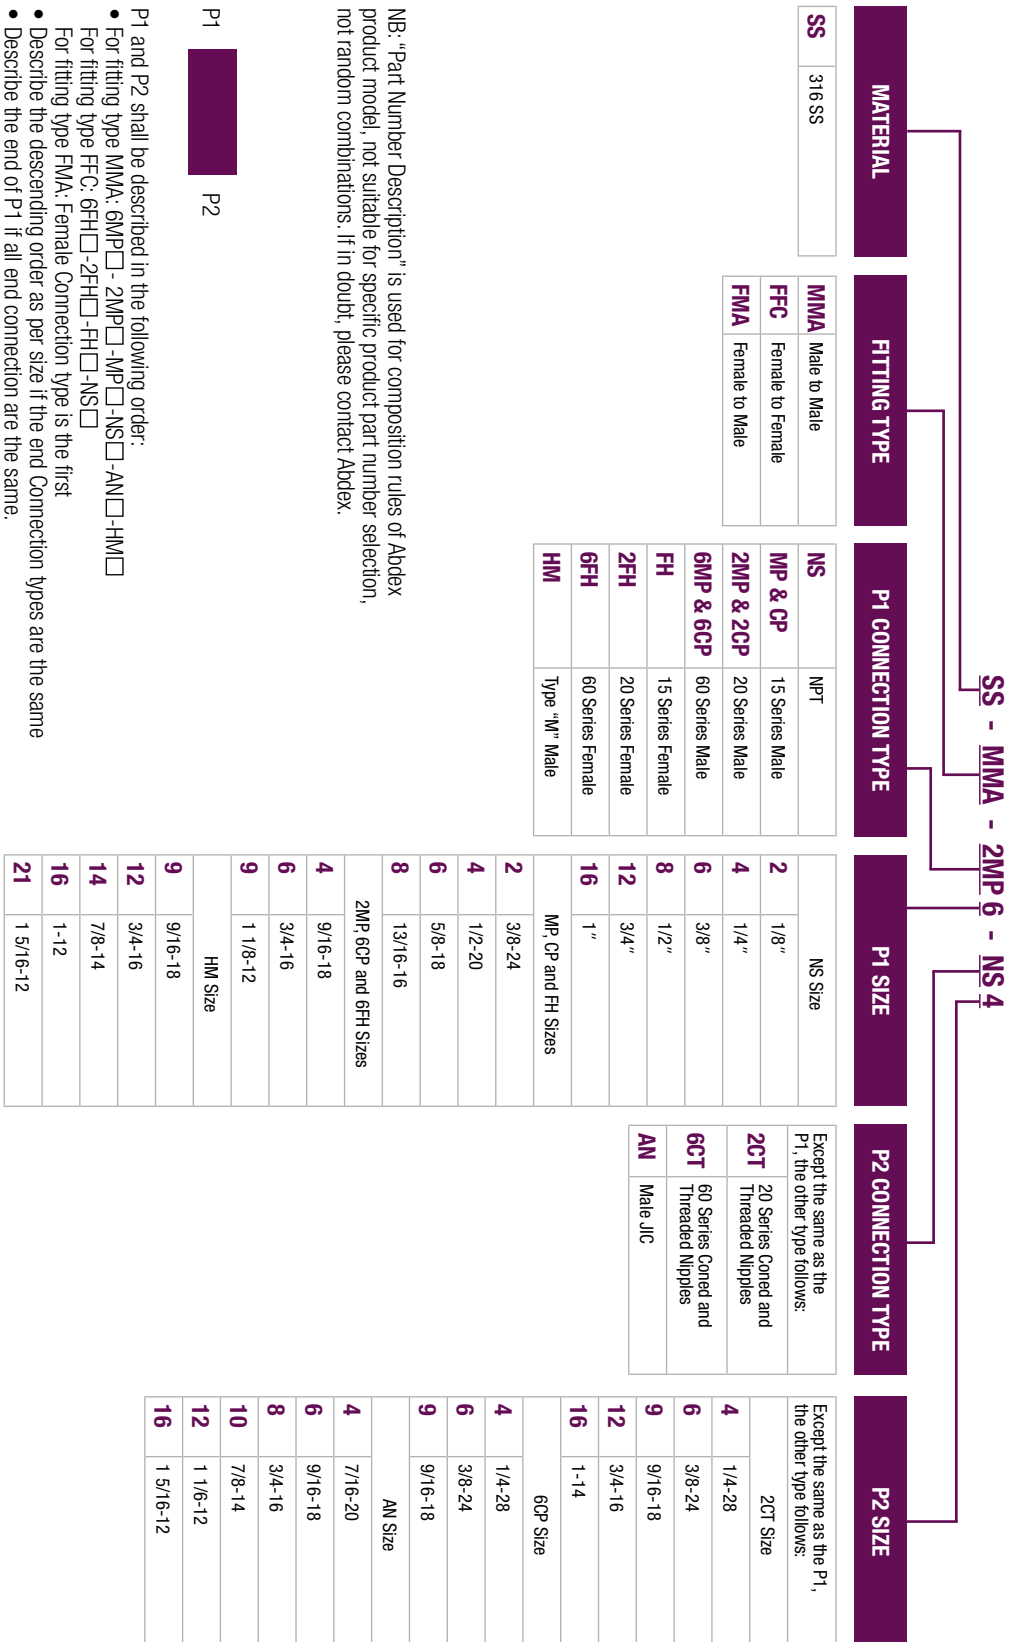 SS - MMA - 2MP 6 - NS 4
MATERIAL
SS 316 SS
FITTING TYPE
MMA Male to Male
FFC Female to Female
FMA Female to Male
P1 CONNECTION TYPE
NS NPT
MP & CP 15 Series Male
2MP & 2CP 20 Series Male
6MP & 6CP 60 Series Male
FH 15 Series Female
2FH 20 Series Female
6FH 60 Series Female
HM Type “M” Male
P1 SIZE
NS Size
2 1/8”
4 1/4”
6 3/8”
8 1/2”
12 3/4”
16 1”
MP, CP and FH Sizes
2 3/8-24
4 1/2-20
6 5/8-18
8 13/16-16
2MP, 6CP and 6FH Sizes
4 9/16-18
6 3/4-16
9 1 1/8-12
HM Size
9 9/16-18
12 3/4-16
14 7/8-14
16 1-12
21 1 5/16-12
P2 CONNECTION TYPE
Except the same as the
P1, the other type follows:
2CT 20 Series Coned and
Threaded Nipples
6CT 60 Series Coned and
Threaded Nipples
AN Male JIC
P2 SIZE
Except the same as the P1,
the other type follows:
2CT Size
4 1/4-28
6 3/8-24
9 9/16-18
12 3/4-16
16 1-14
6CP Size
4 1/4-28
6 3/8-24
9 9/16-18
AN Size
4 7/16-20
6 9/16-18
8 3/4-16
10 7/8-14
12 1 1/6-12
16 1 5/16-12
NB: “Part Number Description” is used for composition rules of Abdex
product model, not suitable for specific product part number selection,
not random combinations. If in doubt, please contact Abdex.
P1 P2
P1 and P2 shall be described in the following order:
• For fitting type MMA: 6MP□ - 2MP□ -MP□ -NS□ -AN□ -HM□
For fitting type FFC: 6FH□ -2FH□ -FH□ -NS□
For fitting type FMA: Female Connection type is the first
• Describe the descending order as per size if the end Connection types are the same
• Describe the end of P1 if all end connection are the same.